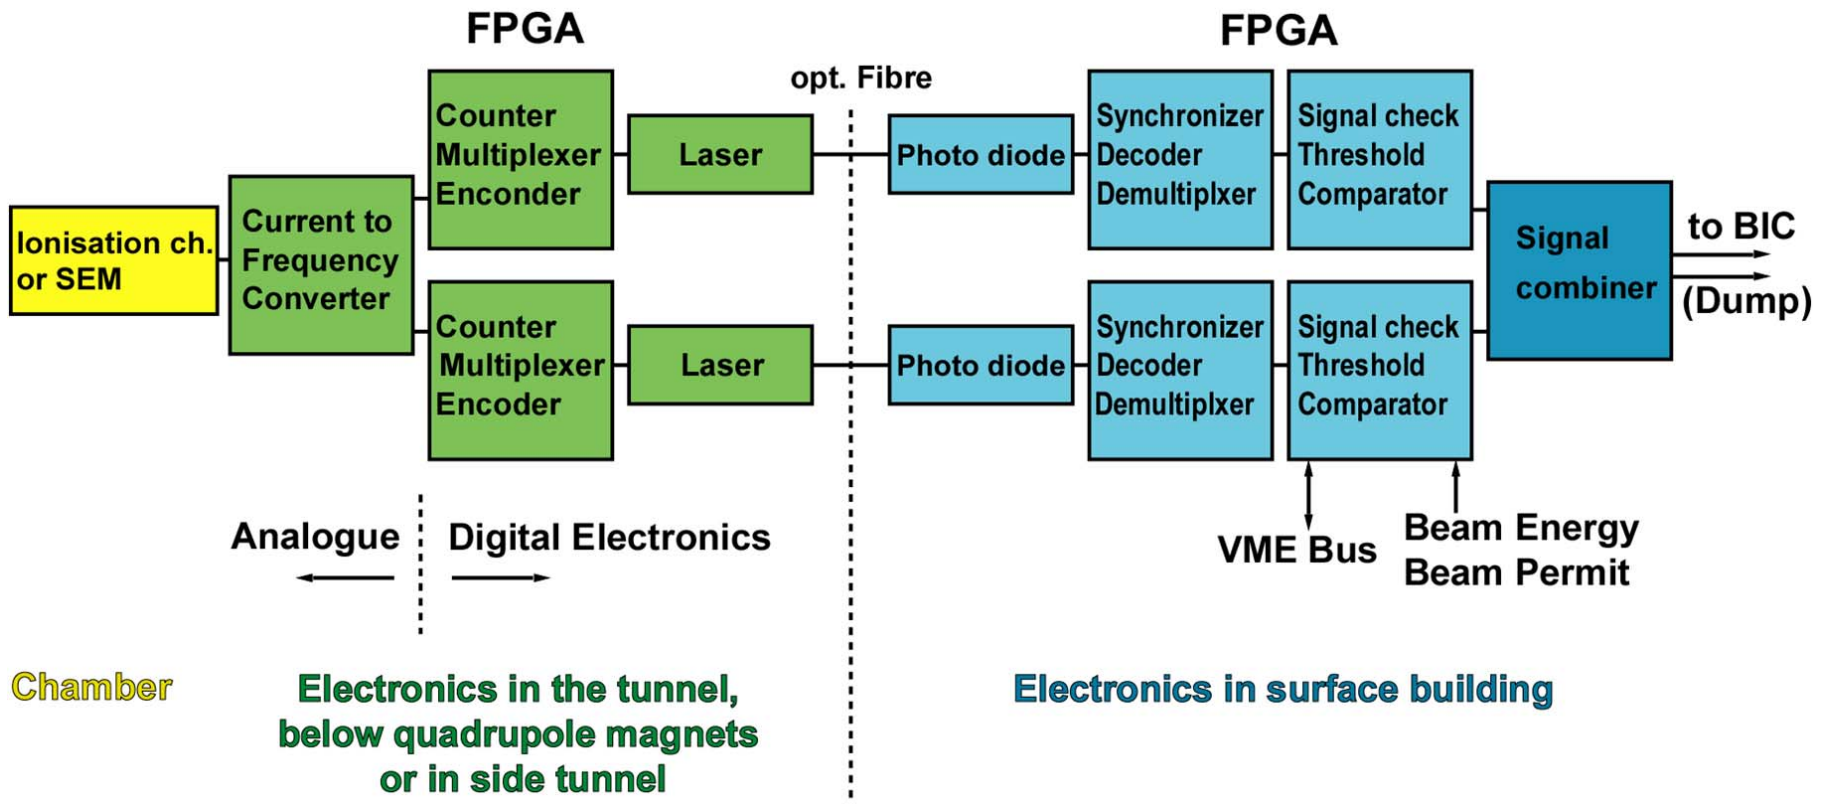 FPGA
FPGA
opt. Fibre
Ionisation ch.
or SEM
Current to
Frequency
Converter
Counter
Multiplexer
Enconder
Laser
Photo diode
Synchronizer
Decoder
Demultiplxer
Signal check
Threshold
Comparator
Counter
Multiplexer
Encoder
Laser
Photo diode
Synchronizer
Decoder
Demultiplxer
Signal check
Threshold
Comparator
Signal
combiner
to BIC
(Dump)
Analogue
Digital Electronics
VME Bus
Beam Energy
Beam Permit
Chamber
Electronics in the tunnel,
below quadrupole magnets
or in side tunnel
Electronics in surface building